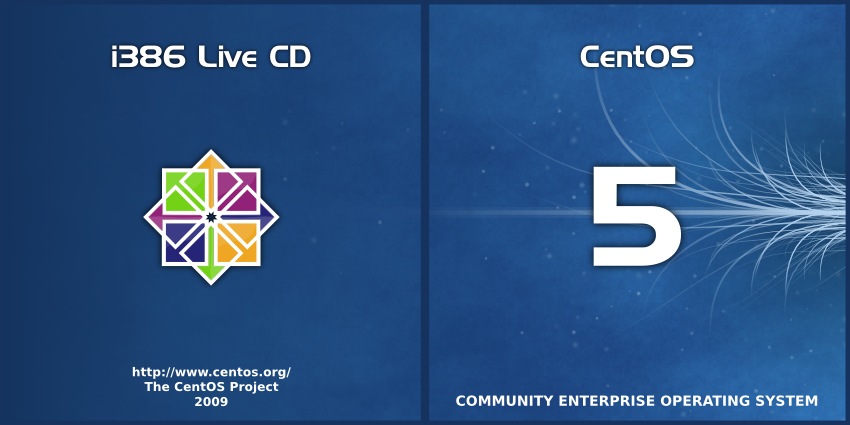 i386 Live CD
http://www.centos.org/
The CentOS Project
2009
CentOS
5
COMMUNITY ENTERPRISE OPERATING SYSTEM